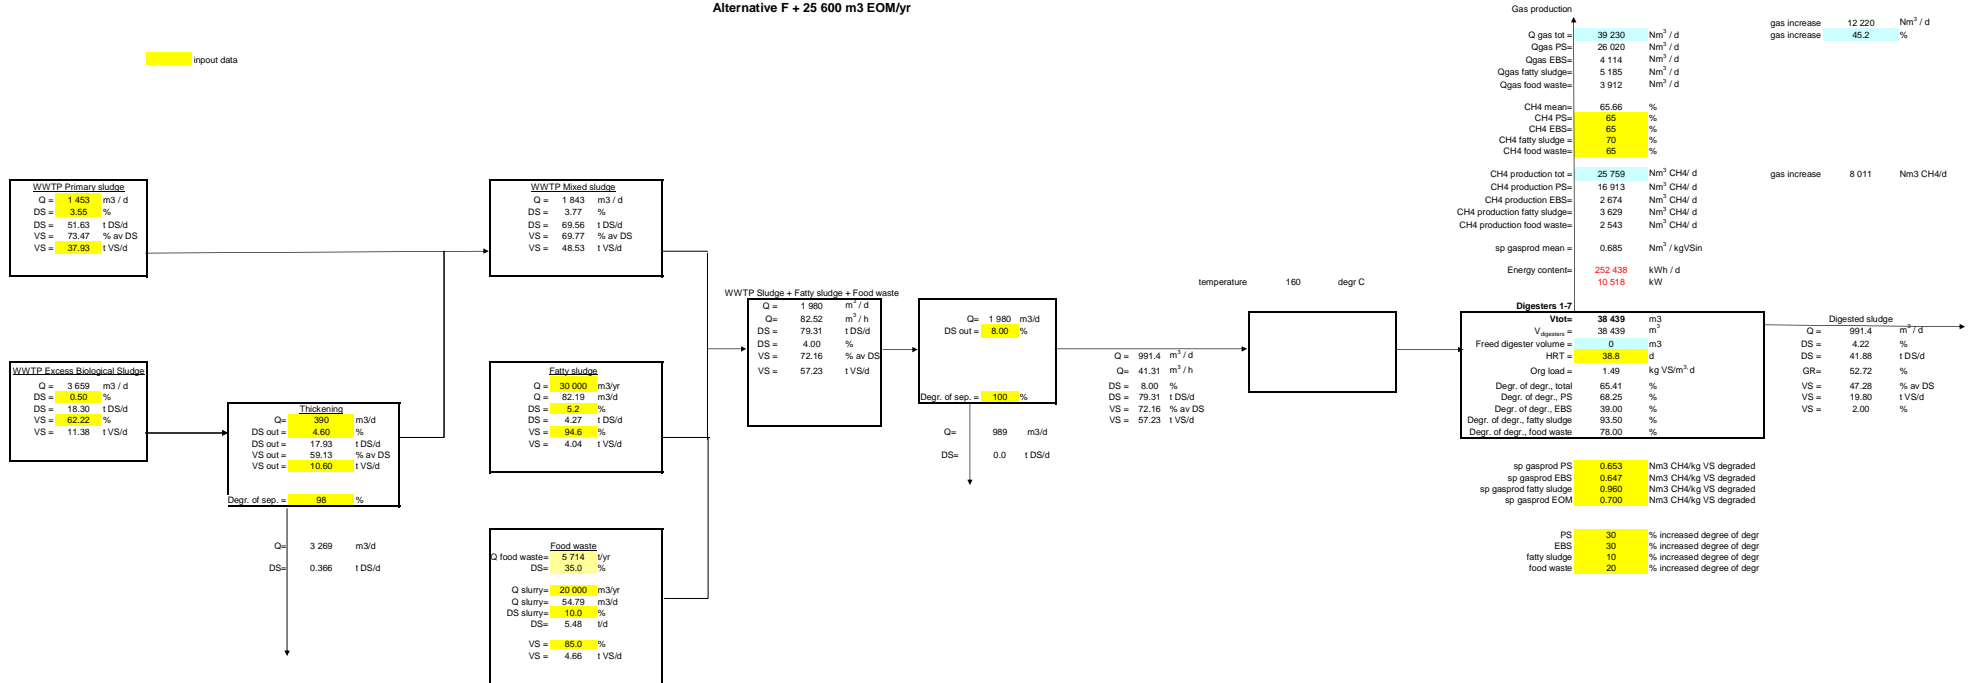 Alternative F + 25 600 m3 EOM/yr
inpout data
WWTP Primary sludge
Q = 1 453 m3 / d
DS = 3.55 %
DS = 51.63 t DS/d
VS = 73.47 % av DS
VS = 37.93 t VS/d
WWTP Excess Biological Sludge
Q = 3 659 m3 / d
DS = 0.50 %
DS = 18.30 t DS/d
VS = 62.22 %
VS = 11.38 t VS/d
Thickening
Q= 390 m3/d
DS out = 4.60 %
DS out = 17.93 t DS/d
VS out = 59.13 % av DS
VS out = 10.60 t VS/d
Degr. of sep. = 98 %
Q= 3 269 m3/d
DS= 0.366 t DS/d
WWTP Mixed sludge
Q = 1 843 m3 / d
DS = 3.77 %
DS = 69.56 t DS/d
VS = 69.77 % av DS
VS = 48.53 t VS/d
Fatty sludge
Q = 30 000 m3/yr
Q = 82.19 m3/d
DS = 5.2 %
DS = 4.27 t DS/d
VS = 94.6 %
VS = 4.04 t VS/d
Food waste
Q food waste= 5 714 t/yr
DS= 35.0 %
Q slurry= 20 000 m3/yr
Q slurry= 54.79 m3/d
DS slurry= 10.0 %
DS= 5.48 t/d
VS = 85.0 %
VS = 4.66 t VS/d
WWTP Sludge + Fatty sludge + Food waste
Q = 1 980 m³ / d
Q= 82.52 m³ / h
DS = 79.31 t DS/d
DS = 4.00 %
VS = 72.16 % av DS
VS = 57.23 t VS/d
Q= 1 980 m3/d
DS out = 8.00 %
Degr. of sep. = 100 %
Q= 989 m3/d
DS= 0.0 t DS/d
Q = 991.4 m³ / d
Q= 41.31 m³ / h
DS = 8.00 %
DS = 79.31 t DS/d
VS = 72.16 % av DS
VS = 57.23 t VS/d
temperature 160 degr C
Gas production
Q gas tot = 39 230 Nm³ / d
Qgas PS= 26 020 Nm³ / d
Qgas EBS= 4 114 Nm³ / d
Qgas fatty sludge= 5 185 Nm³ / d
Qgas food waste= 3 912 Nm³ / d
CH4 mean= 65.66 %
CH4 PS= 65 %
CH4 EBS= 65 %
CH4 fatty sludge = 70 %
CH4 food waste= 65 %
CH4 production tot = 25 759 Nm³ CH4/ d
CH4 production PS= 16 913 Nm³ CH4/ d
CH4 production EBS= 2 674 Nm³ CH4/ d
CH4 production fatty sludge= 3 629 Nm³ CH4/ d
CH4 production food waste= 2 543 Nm³ CH4/ d
sp gasprod mean = 0.685 Nm³ / kgVSin
Energy content= 252 438 kWh / d
10 518 kW
gas increase 12 220 Nm³ / d
gas increase 45.2 %
gas increase 8 011 Nm3 CH4/d
Digesters 1-7
Vtot= 38 439 m3
Vdigesters = 38 439 m³
Freed digester volume = 0 m3
HRT = 38.8 d
Org load = 1.49 kg VS/m³ d
Degr. of degr., total 65.41 %
Degr. of degr., PS 68.25 %
Degr. of degr., EBS 39.00 %
Degr. of degr., fatty sludge 93.50 %
Degr. of degr., food waste 78.00 %
sp gasprod PS 0.653 Nm3 CH4/kg VS degraded
sp gasprod EBS 0.647 Nm3 CH4/kg VS degraded
sp gasprod fatty sludge 0.960 Nm3 CH4/kg VS degraded
sp gasprod EOM 0.700 Nm3 CH4/kg VS degraded
PS 30 % increased degree of degr
EBS 30 % increased degree of degr
fatty sludge 10 % increased degree of degr
food waste 20 % increased degree of degr
Digested sludge
Q = 991.4 m³ / d
DS = 4.22 %
DS = 41.88 t DS/d
GR= 52.72 %
VS = 47.28 % av DS
VS = 19.80 t VS/d
VS = 2.00 %